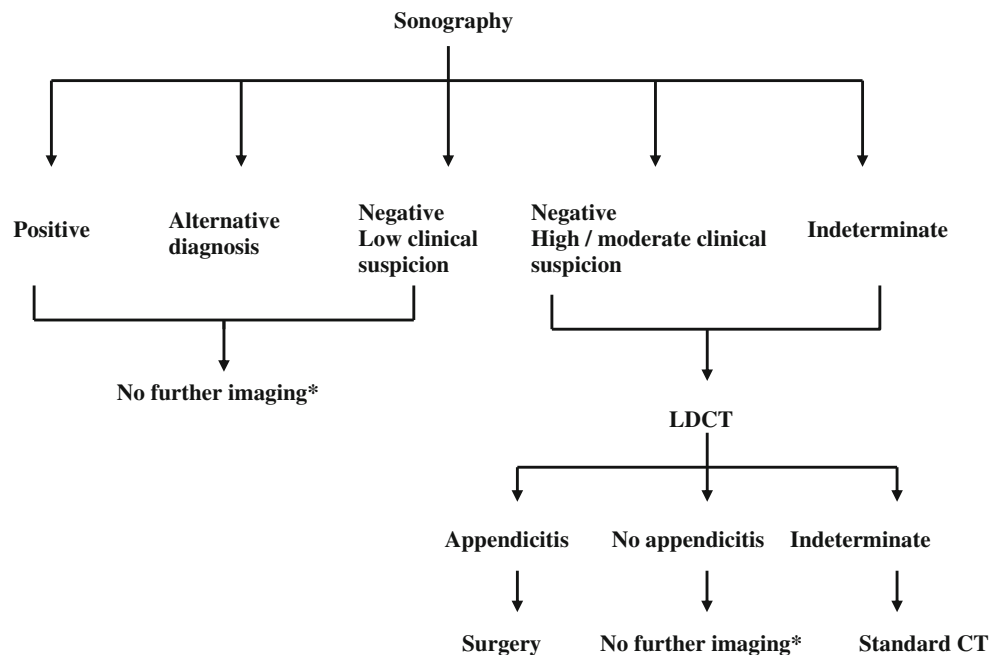 Sonography
Positive
Alternative
diagnosis
Negative
Low clinical
suspicion
Negative
High / moderate clinical
suspicion
Indeterminate
No further imaging*
LDCT
Appendicitis
No appendicitis
Indeterminate
Surgery
No further imaging*
Standard CT